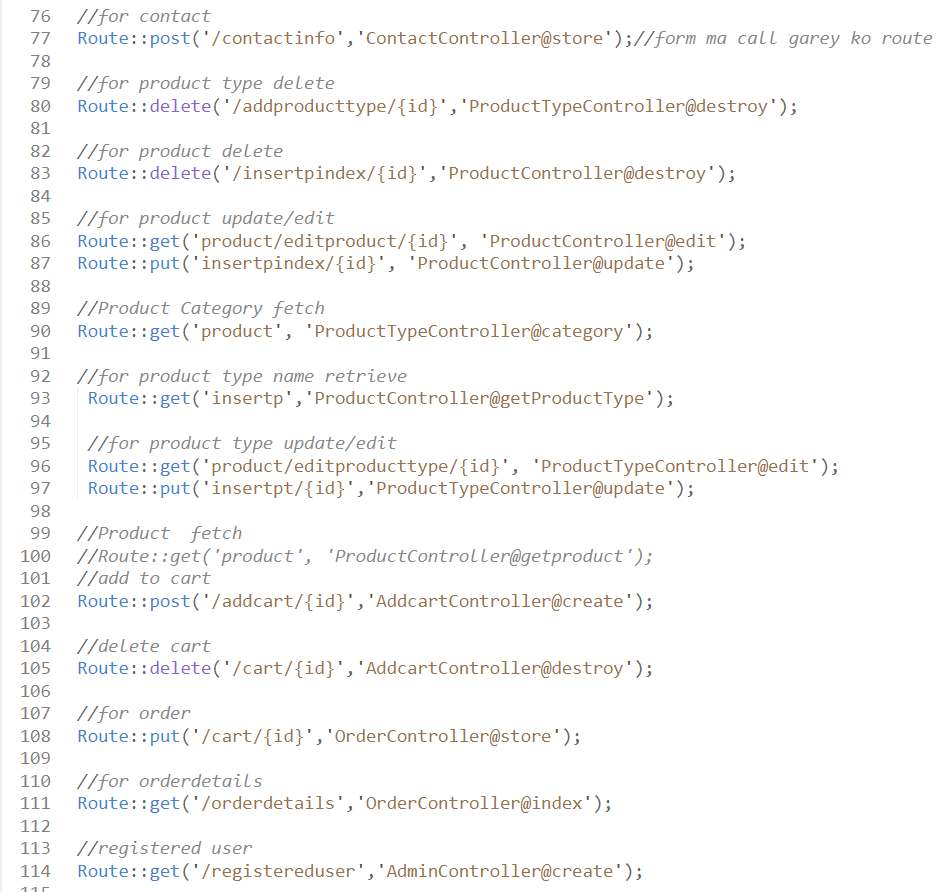 76 //for contact
77 Route::post('/contactinfo','ContactController@store');//form ma call garey ko route
78
79 //for product type delete
80 Route::delete('/addproducttype/{id}','ProductTypeController@destroy');
81
82 //for product delete
83 Route::delete('/insertpindex/{id}','ProductController@destroy');
84
85 //for product update/edit
86 Route::get('product/editproduct/{id}', 'ProductController@edit');
87 Route::put('insertpindex/{id}', 'ProductController@update');
88
89 //Product Category fetch
90 Route::get('product', 'ProductTypeController@category');
91
92 //for product type name retrieve
93 Route::get('insertp','ProductController@getProductType');
94
95 //for product type update/edit
96 Route::get('product/editproducttype/{id}', 'ProductTypeController@edit');
97 Route::put('insertpt/{id}','ProductTypeController@update');
98
99 //Product  fetch
100 //Route::get('product', 'ProductController@getproduct');
101 //add to cart
102 Route::post('/addcart/{id}','AddcartController@create');
103
104 //delete cart
105 Route::delete('/cart/{id}','AddcartController@destroy');
106
107 //for order
108 Route::put('/cart/{id}','OrderController@store');
109
110 //for orderdetails
111 Route::get('/orderdetails','OrderController@index');
112
113 //registered user
114 Route::get('/registereduser','AdminController@create');
115